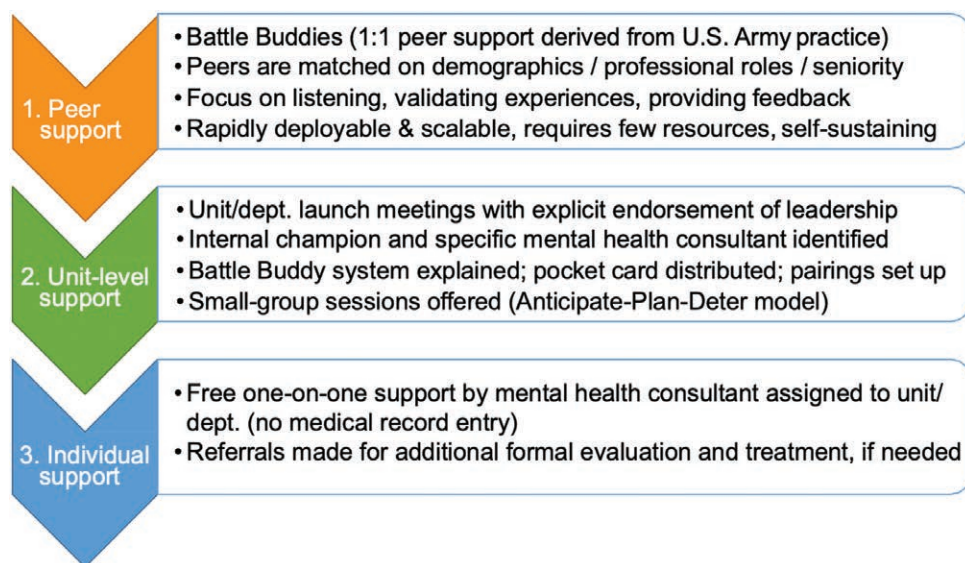 1. Peer
support
• Battle Buddies (1:1 peer support derived from U.S. Army practice)
• Peers are matched on demographics / professional roles / seniority
• Focus on listening, validating experiences, providing feedback
• Rapidly deployable & scalable, requires few resources, self-sustaining
2. Unit-level
support
• Unit/dept. launch meetings with explicit endorsement of leadership
• Internal champion and specific mental health consultant identified
• Battle Buddy system explained; pocket card distributed; pairings set up
• Small-group sessions offered (Anticipate-Plan-Deter model)
3. Individual
support
• Free one-on-one support by mental health consultant assigned to unit/
dept. (no medical record entry)
• Referrals made for additional formal evaluation and treatment, if needed